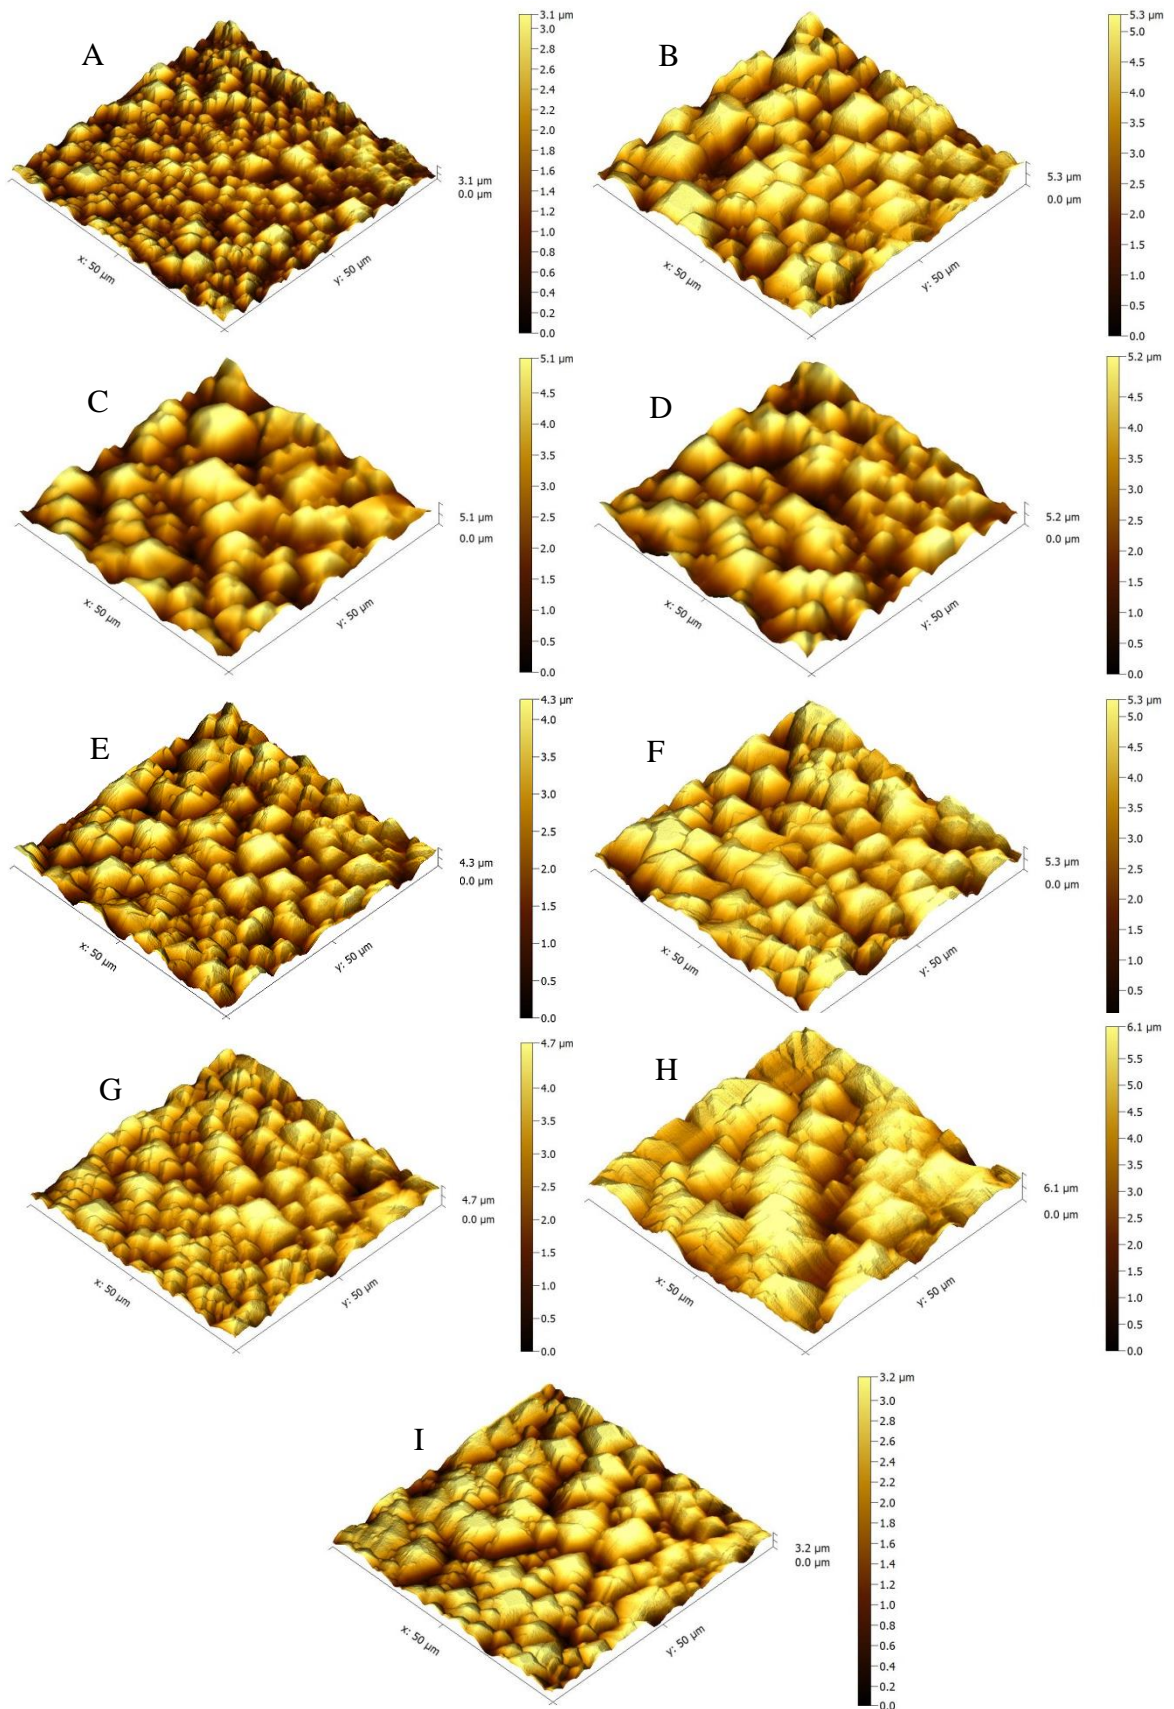 A
3.1 µm
3.0
2.8
2.6
2.4
2.2
2.0
1.8
1.6
1.4
1.2
1.0
0.8
0.6
0.4
0.2
0.0
3.1 µm
0.0 µm
x: 50 µm
y: 50 µm
B
5.3 µm
5.0
4.5
4.0
3.5
3.0
2.5
2.0
1.5
1.0
0.5
0.0
5.3 µm
0.0 µm
x: 50 µm
y: 50 µm
C
5.1 µm
4.5
4.0
3.5
3.0
2.5
2.0
1.5
1.0
0.5
0.0
5.1 µm
0.0 µm
x: 50 µm
y: 50 µm
D
5.2 µm
4.5
4.0
3.5
3.0
2.5
2.0
1.5
1.0
0.5
0.0
5.2 µm
0.0 µm
x: 50 µm
y: 50 µm
E
4.3 µm
4.0
3.5
3.0
2.5
2.0
1.5
1.0
0.5
0.0
4.3 µm
0.0 µm
x: 50 µm
y: 50 µm
F
5.3 µm
5.0
4.5
4.0
3.5
3.0
2.5
2.0
1.5
1.0
0.5
5.3 µm
0.0 µm
x: 50 µm
y: 50 µm
G
4.7 µm
4.0
3.5
3.0
2.5
2.0
1.5
1.0
0.5
0.0
4.7 µm
0.0 µm
x: 50 µm
y: 50 µm
H
6.1 µm
5.5
5.0
4.5
4.0
3.5
3.0
2.5
2.0
1.5
1.0
0.5
0.0
6.1 µm
0.0 µm
x: 50 µm
y: 50 µm
I
3.2 µm
3.0
2.8
2.6
2.4
2.2
2.0
1.8
1.6
1.4
1.2
1.0
0.8
0.6
0.4
0.2
0.0
3.2 µm
0.0 µm
x: 50 µm
y: 50 µm